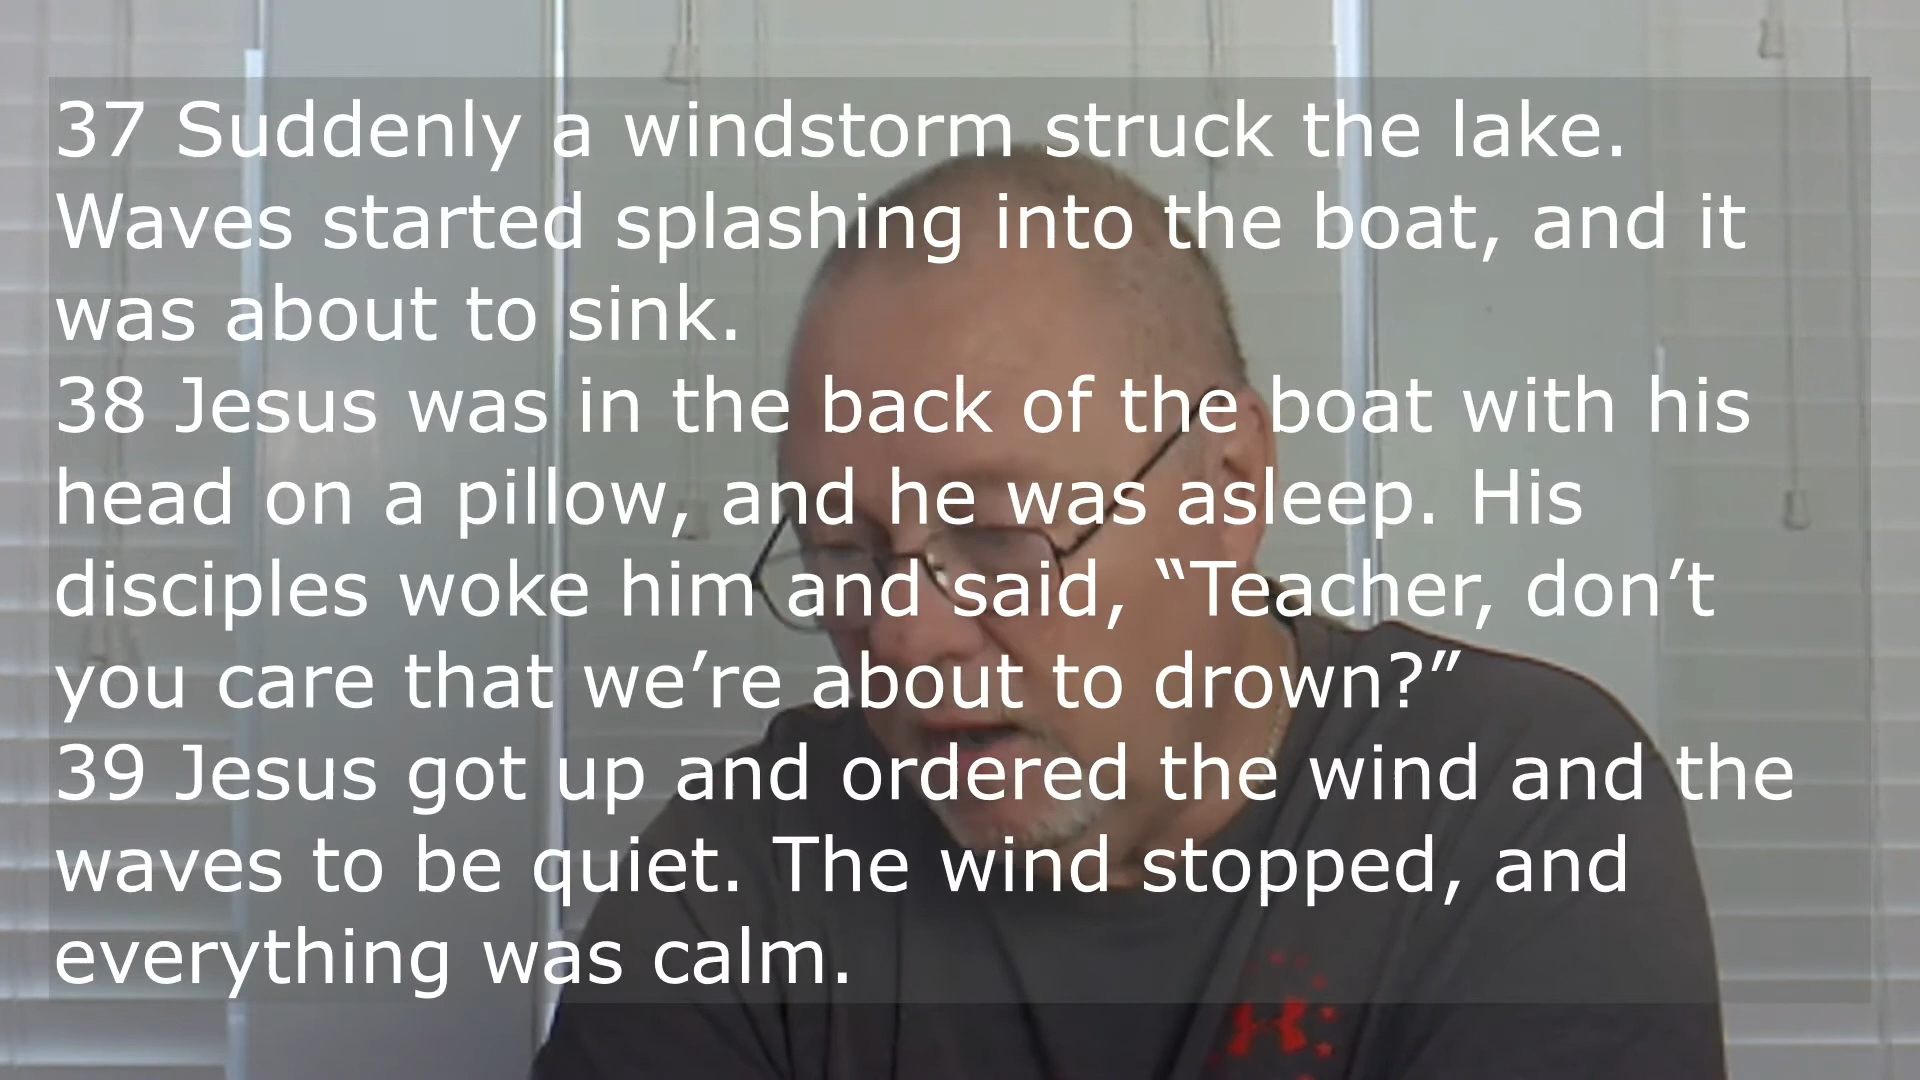 37 Suddenly a windstorm struck the lake.
Waves started splashing into the boat, and it
was about to sink.
38 Jesus was in the back of the boat with his
head on a pillow, and he was asleep. His
disciples woke him and said, “Teacher, don’t
you care that we’re about to drown?”
39 Jesus got up and ordered the wind and the
waves to be quiet. The wind stopped, and
everything was calm.